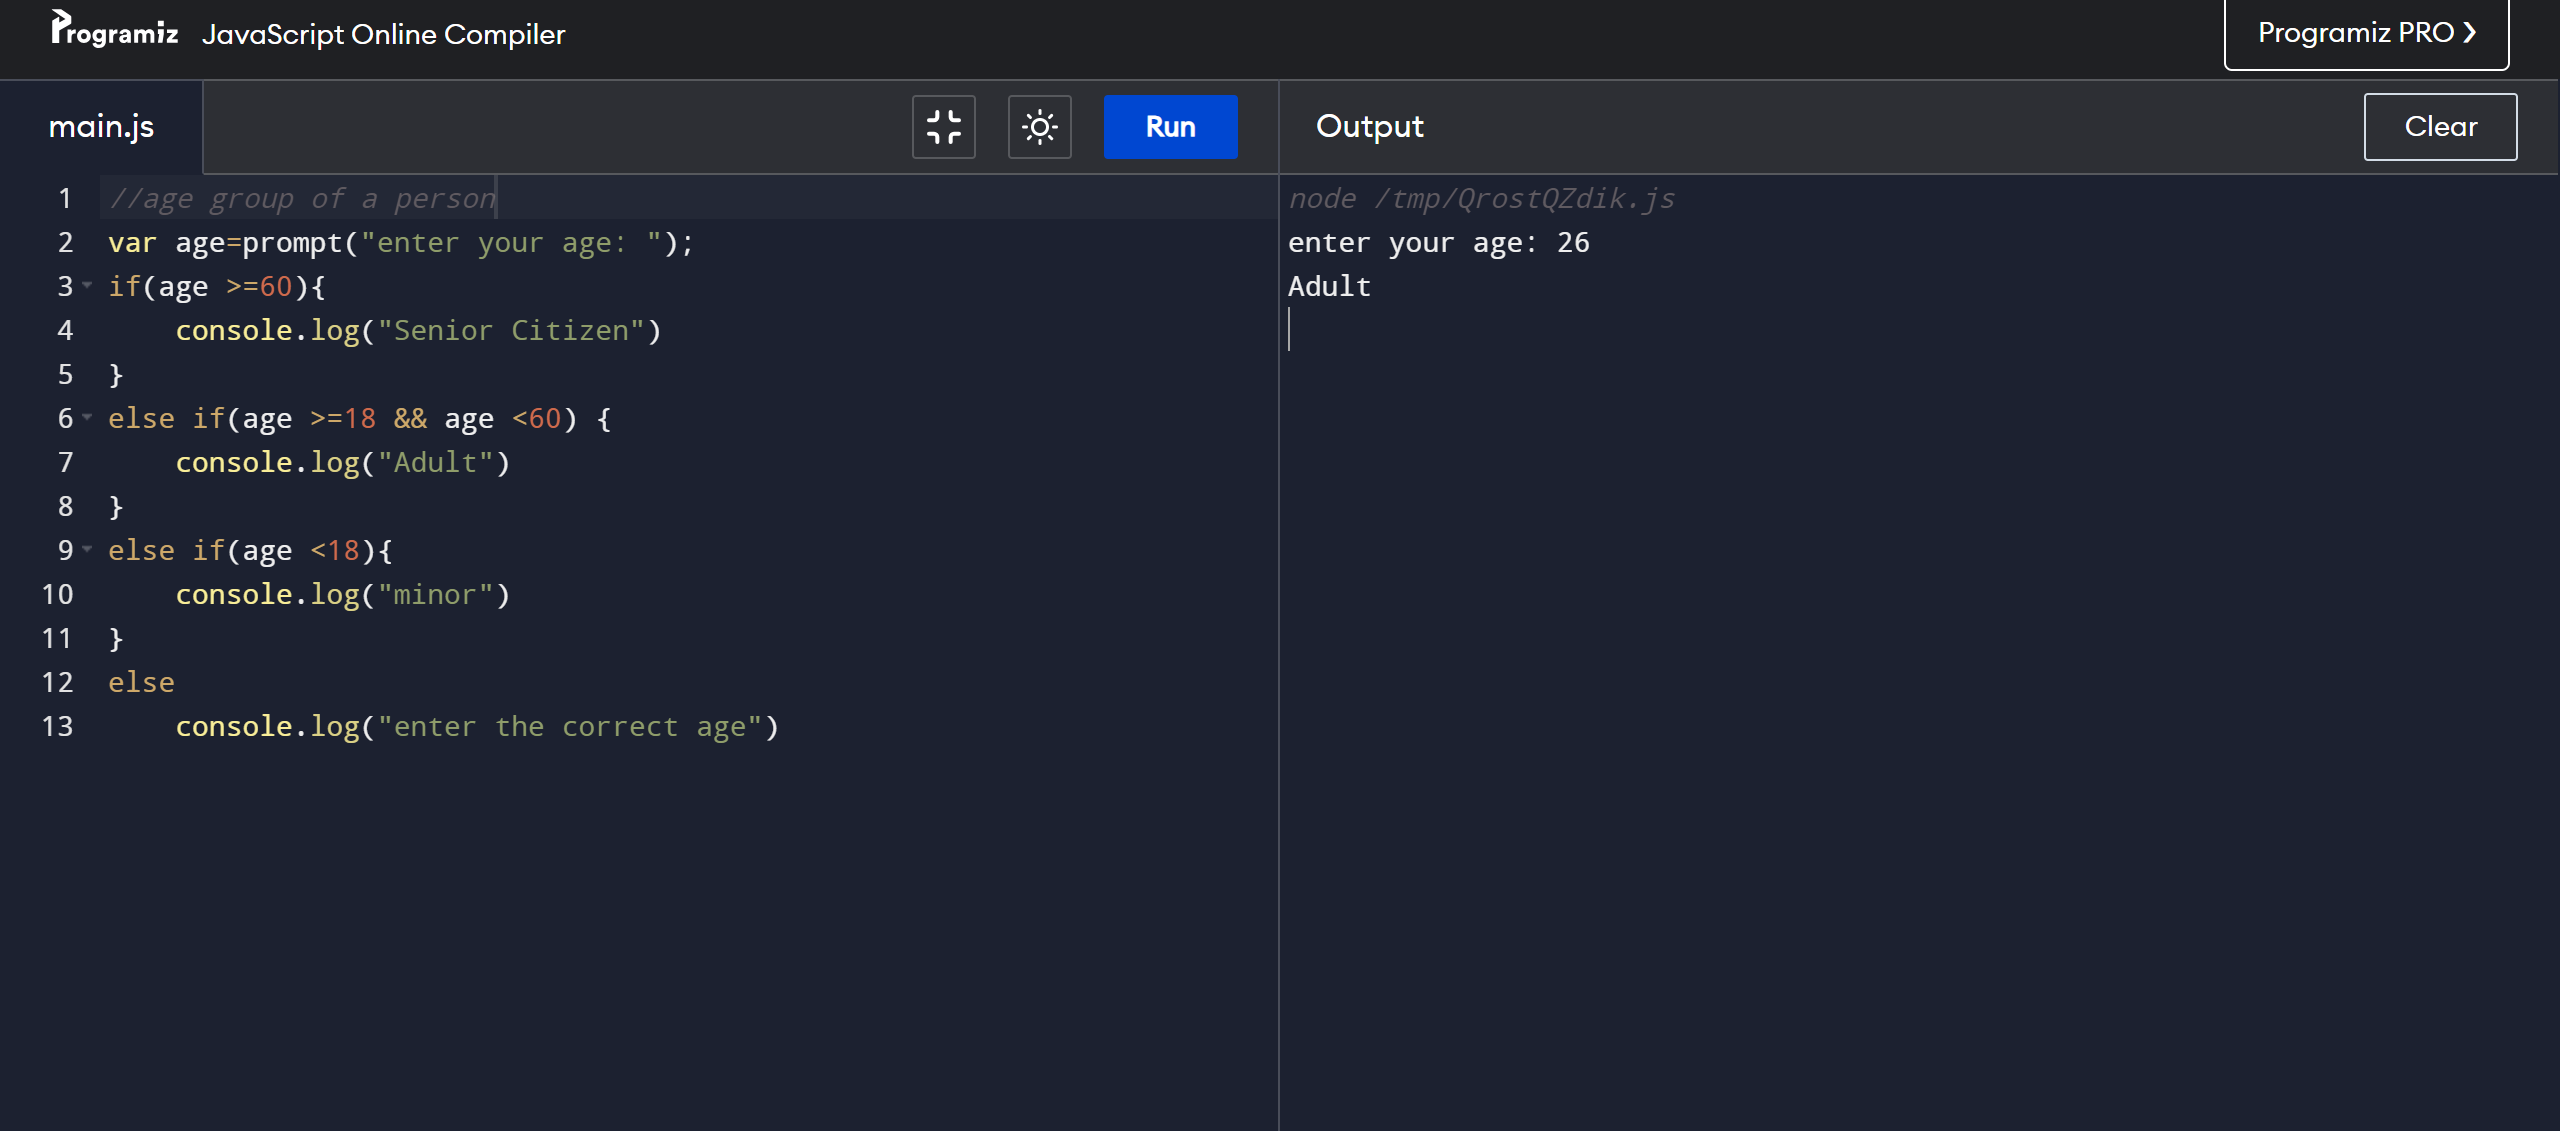 Programiz JavaScript Online Compiler
Programiz PRO ❯
main.js
Run
Output
Clear
1 //age group of a person
2 var age=prompt("enter your age: ");
3 if(age >=60){
4     console.log("Senior Citizen")
5 }
6 else if(age >=18 && age <60) {
7     console.log("Adult")
8 }
9 else if(age <18){
10     console.log("minor")
11 }
12 else
13     console.log("enter the correct age")
node /tmp/QrostQZdik.js
enter your age: 26
Adult